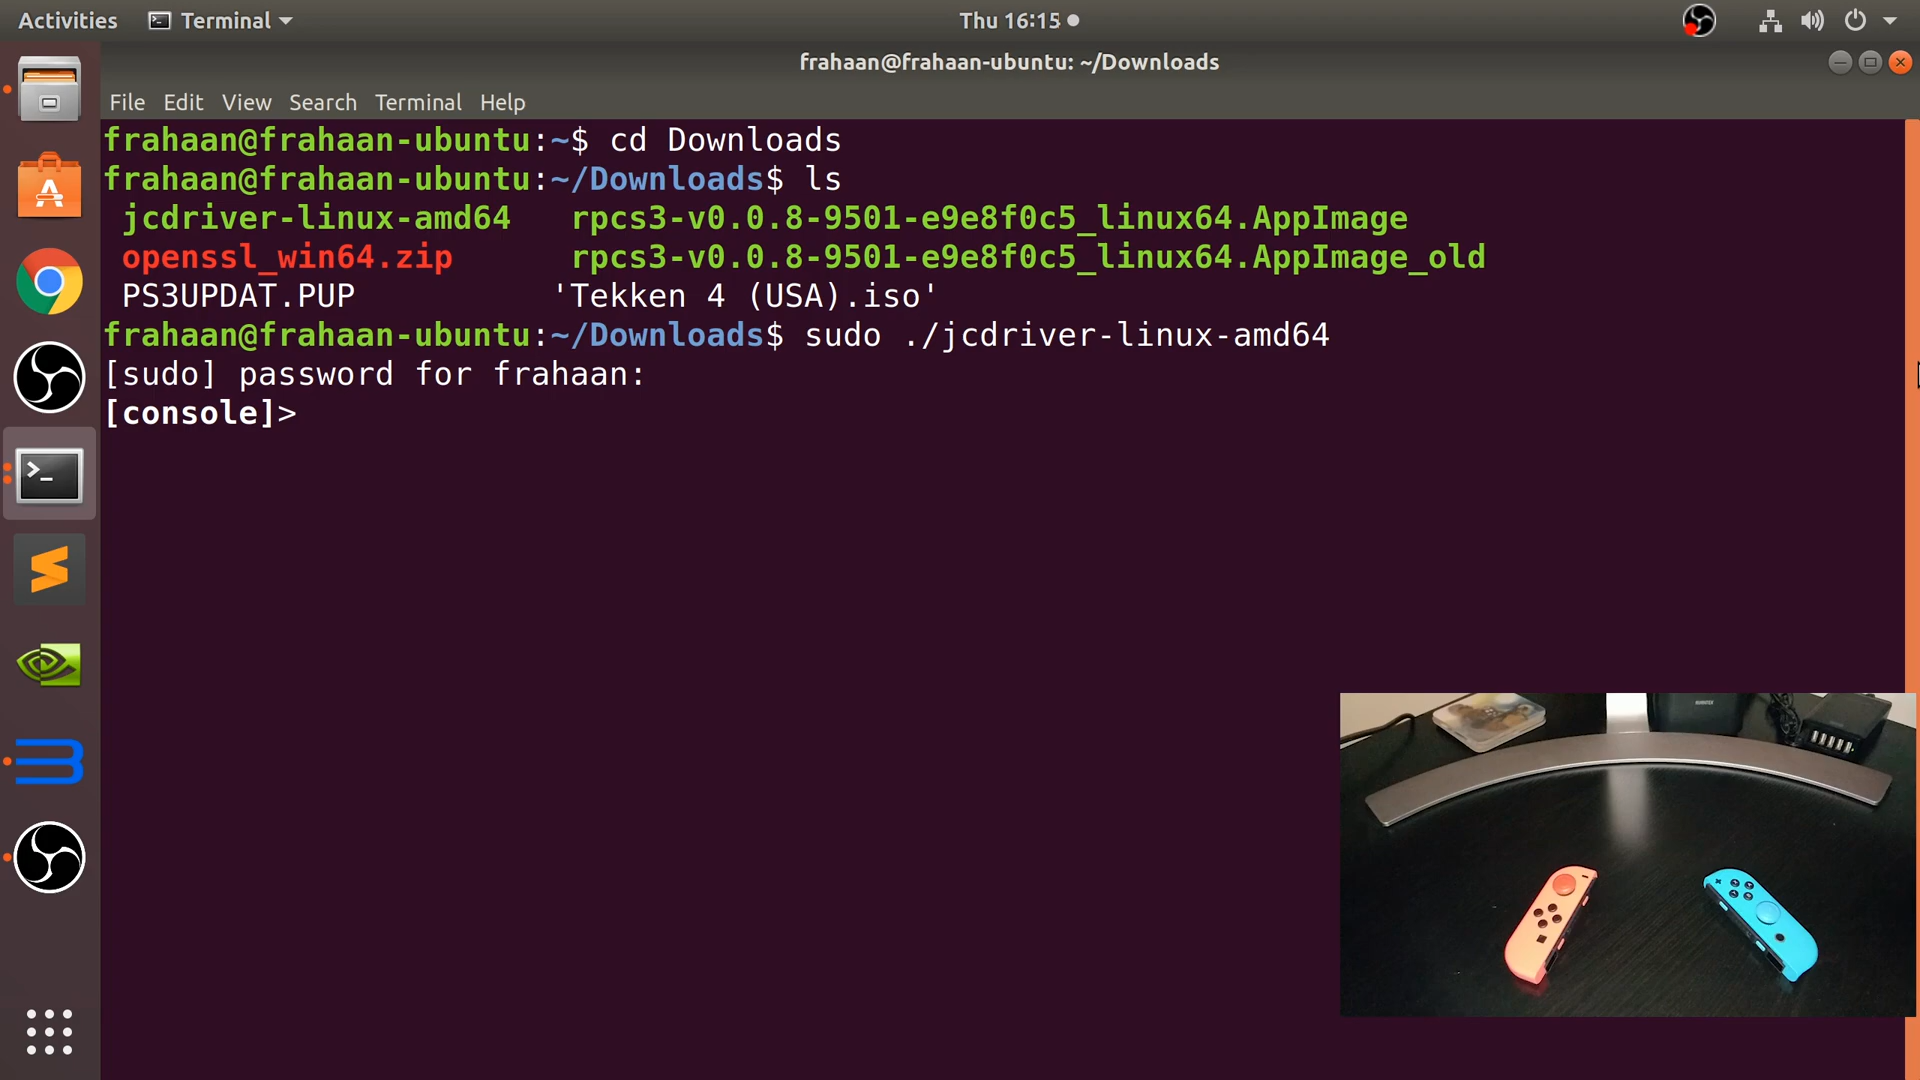 Activities Terminal Thu 16:15
frahaan@frahaan-ubuntu: ~/Downloads
File Edit View Search Terminal Help
frahaan@frahaan-ubuntu:~$ cd Downloads
frahaan@frahaan-ubuntu:~/Downloads$ ls
jcdriver-linux-amd64 rpcs3-v0.0.8-9501-e9e8f0c5_linux64.AppImage
openssl_win64.zip rpcs3-v0.0.8-9501-e9e8f0c5_linux64.AppImage_old
PS3UPDAT.PUP 'Tekken 4 (USA).iso'
frahaan@frahaan-ubuntu:~/Downloads$ sudo ./jcdriver-linux-amd64
[sudo] password for frahaan:
[console]>